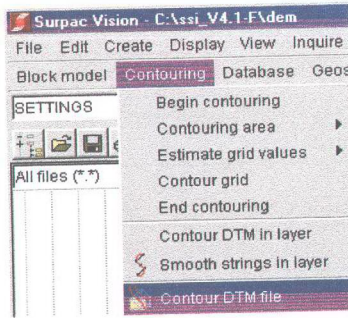 Surpac Vision - C:\ssi_V4.1-F\dem
File Edit Create Display View Inquire
Block model Contouring Database Geos
SETTINGS
All files (*.*)
Begin contouring
Contouring area
Estimate grid values
Contour grid
End contouring
Contour DTM in layer
Smooth strings in layer
Contour DTM file